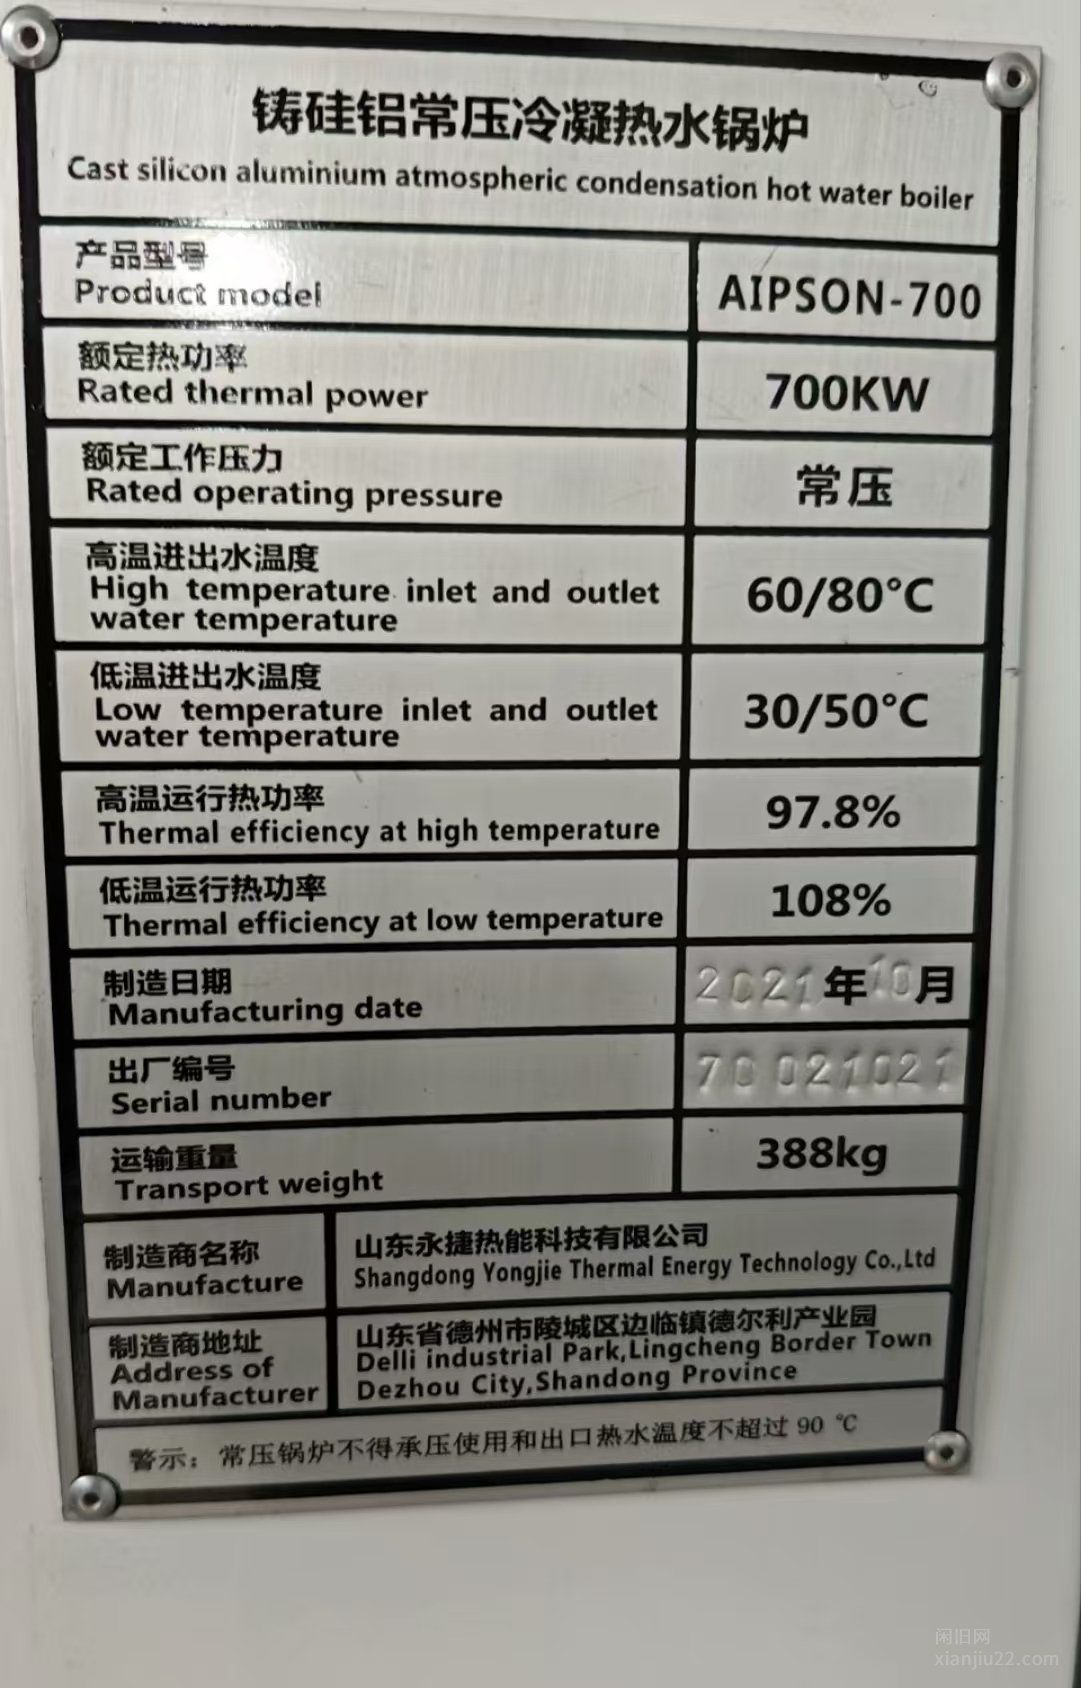 铸硅铝常压冷凝热水锅炉
Cast silicon aluminium atmospheric condensation hot water boiler
产品型号
Product model
AIPSON-700
额定热功率
Rated thermal power
700KW
额定工作压力
Rated operating pressure
常压
高温进出水温度
High temperature inlet and outlet
water temperature
60/80°C
低温进出水温度
Low temperature inlet and outlet
water temperature
30/50°C
高温运行热功率
Thermal efficiency at high temperature
97.8%
低温运行热功率
Thermal efficiency at low temperature
108%
制造日期
Manufacturing date
2021年10月
出厂编号
Serial number
70021021
运输重量
Transport weight
388kg
制造商名称
Manufacture
山东永捷热能科技有限公司
Shangdong Yongjie Thermal Energy Technology Co.,Ltd
制造商地址
Address of
Manufacturer
山东省德州市陵城区边临镇德尔利产业园
Delli industrial Park,Lingcheng Border Town
Dezhou City,Shandong Province
警示：常压锅炉不得承压使用和出口热水温度不超过 90 ℃
闲旧网
xianjiu22.com